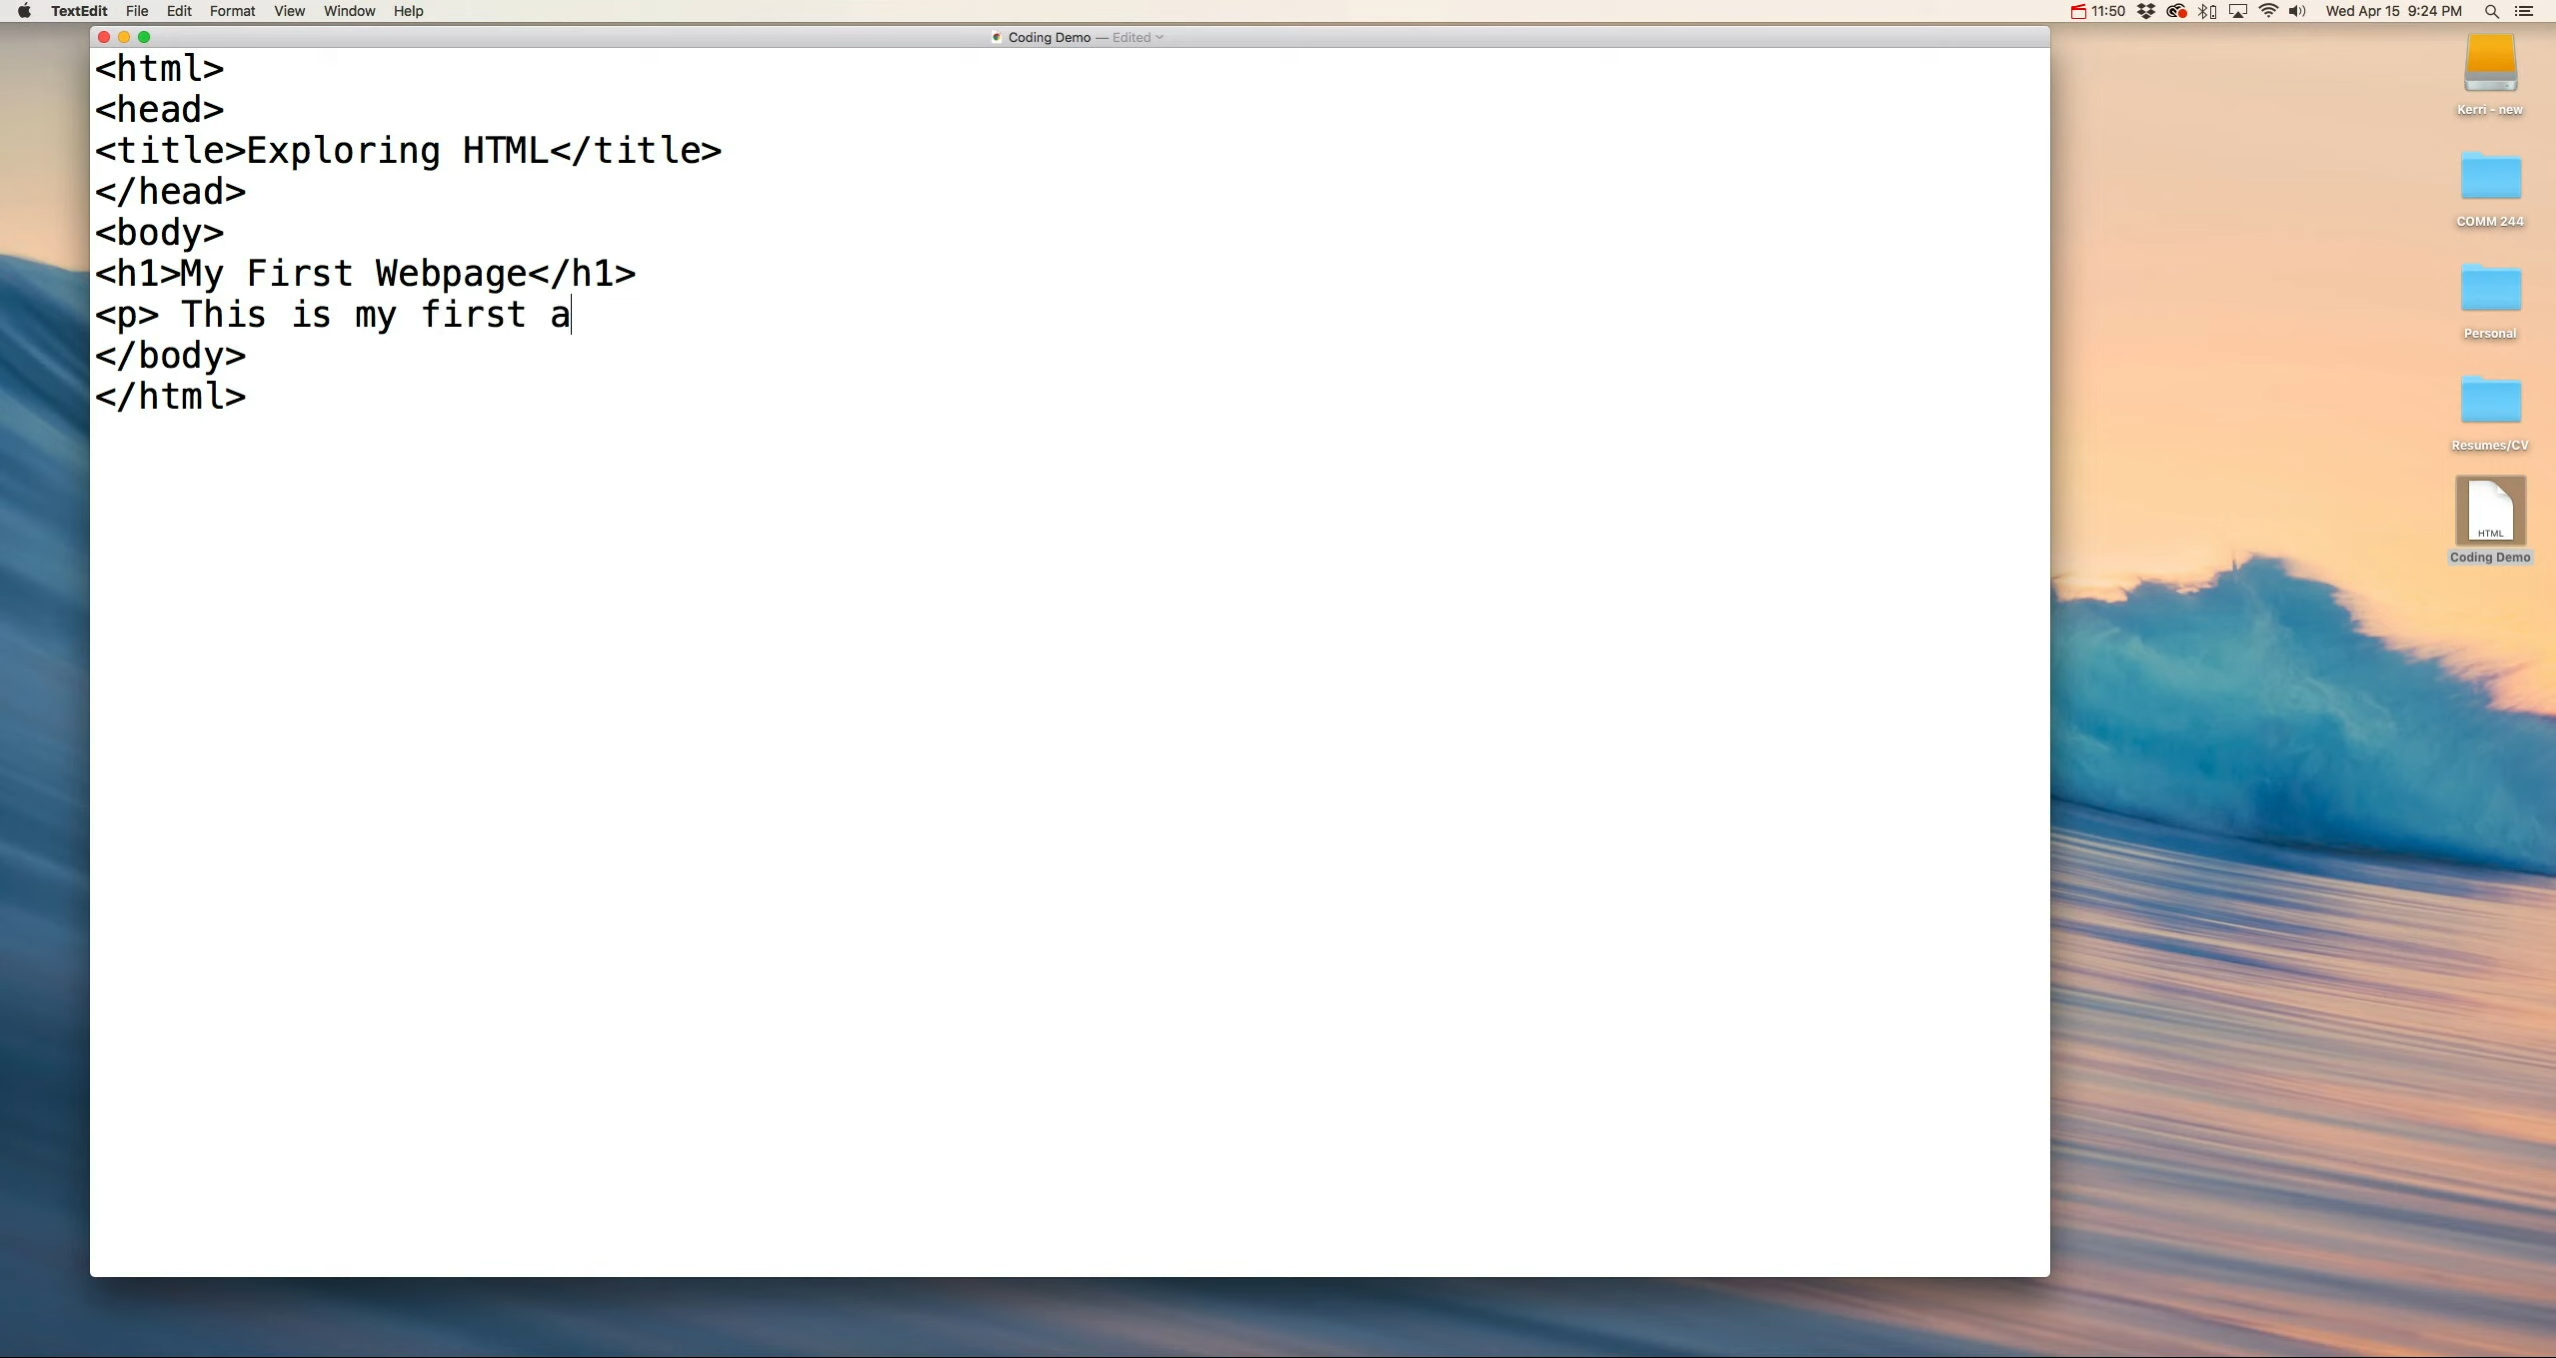 TextEdit File Edit Format View Window Help
11:50 Wed Apr 15 9:24 PM
Coding Demo — Edited
<html>
<head>
<title>Exploring HTML</title>
</head>
<body>
<h1>My First Webpage</h1>
<p> This is my first a
</body>
</html>
Kerri - new
COMM 244
Personal
Resumes/CV
HTML
Coding Demo